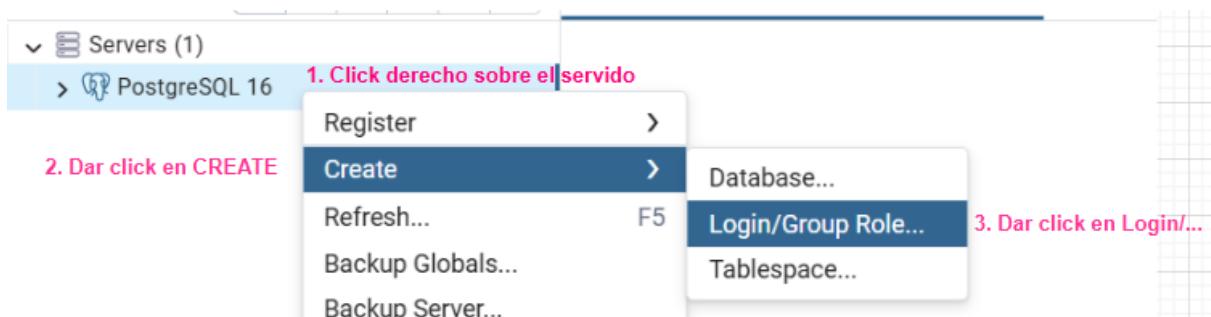 Servers (1)
PostgreSQL 16
1. Click derecho sobre el servido
Register
2. Dar click en CREATE
Create
Database...
Refresh... F5
Login/Group Role...
3. Dar click en Login/...
Backup Globals...
Tablespace...
Backup Server...